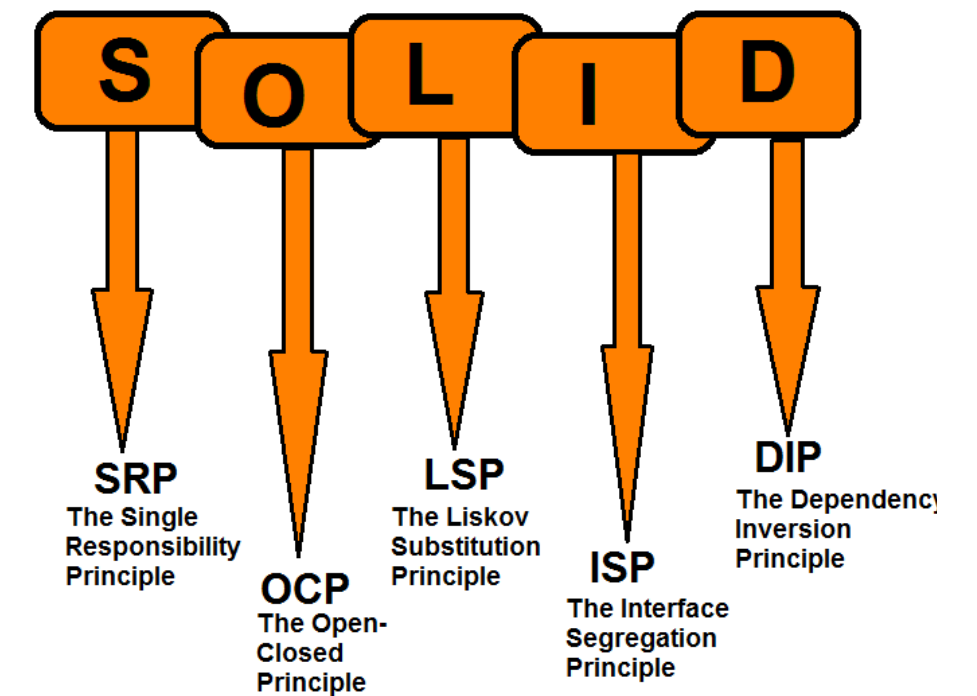 S
O
L
I
D
SRP
The Single
Responsibility
Principle
OCP
The Open-
Closed
Principle
LSP
The Liskov
Substitution
Principle
ISP
The Interface
Segregation
Principle
DIP
The Dependency
Inversion
Principle